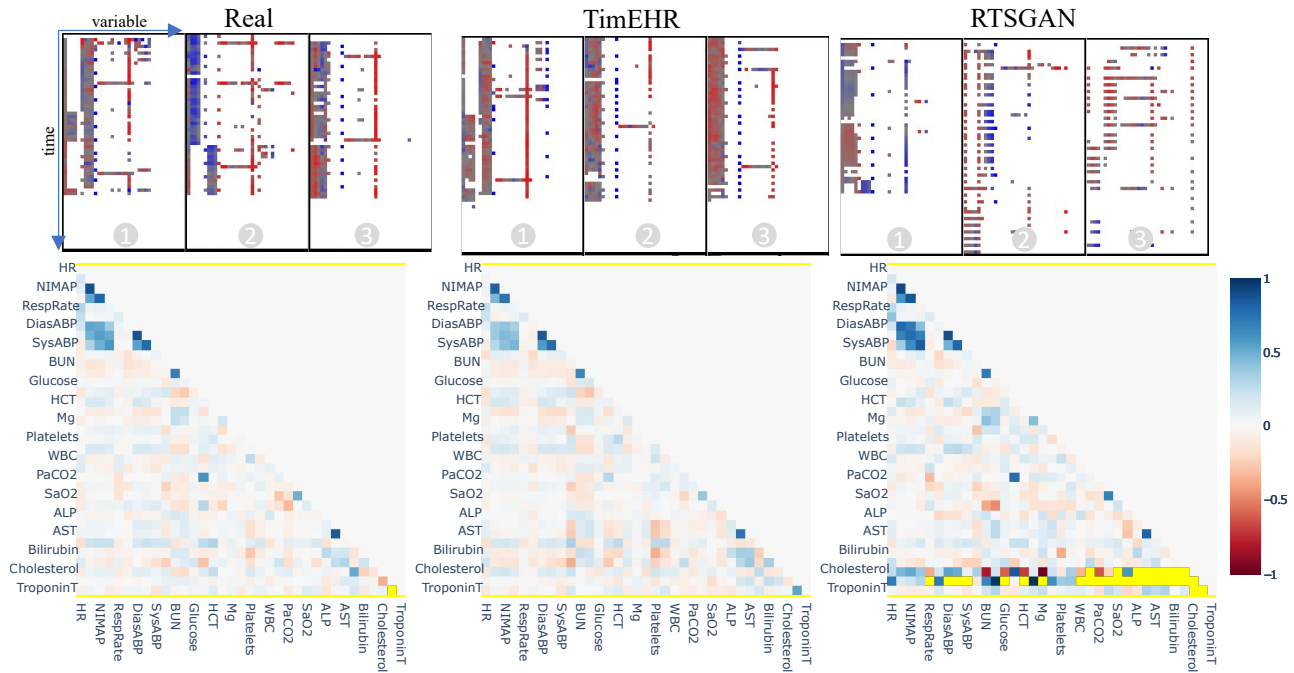 Real
TimEHR
RTSGAN
variable
time
1
2
3
1
2
3
1
2
3
HR
NIMAP
RespRate
DiasABP
SysABP
BUN
Glucose
HCT
Mg
Platelets
WBC
PaCO2
SaO2
ALP
AST
Bilirubin
Cholesterol
TroponinT
HR
NIMAP
RespRate
DiasABP
SysABP
BUN
Glucose
HCT
Mg
Platelets
WBC
PaCO2
SaO2
ALP
AST
Bilirubin
Cholesterol
TroponinT
HR
NIMAP
RespRate
DiasABP
SysABP
BUN
Glucose
HCT
Mg
Platelets
WBC
PaCO2
SaO2
ALP
AST
Bilirubin
Cholesterol
TroponinT
HR
NIMAP
RespRate
DiasABP
SysABP
BUN
Glucose
HCT
Mg
Platelets
WBC
PaCO2
SaO2
ALP
AST
Bilirubin
Cholesterol
TroponinT
HR
NIMAP
RespRate
DiasABP
SysABP
BUN
Glucose
HCT
Mg
Platelets
WBC
PaCO2
SaO2
ALP
AST
Bilirubin
Cholesterol
TroponinT
HR
NIMAP
RespRate
DiasABP
SysABP
BUN
Glucose
HCT
Mg
Platelets
WBC
PaCO2
SaO2
ALP
AST
Bilirubin
Cholesterol
TroponinT
1
0.5
0
−0.5
−1